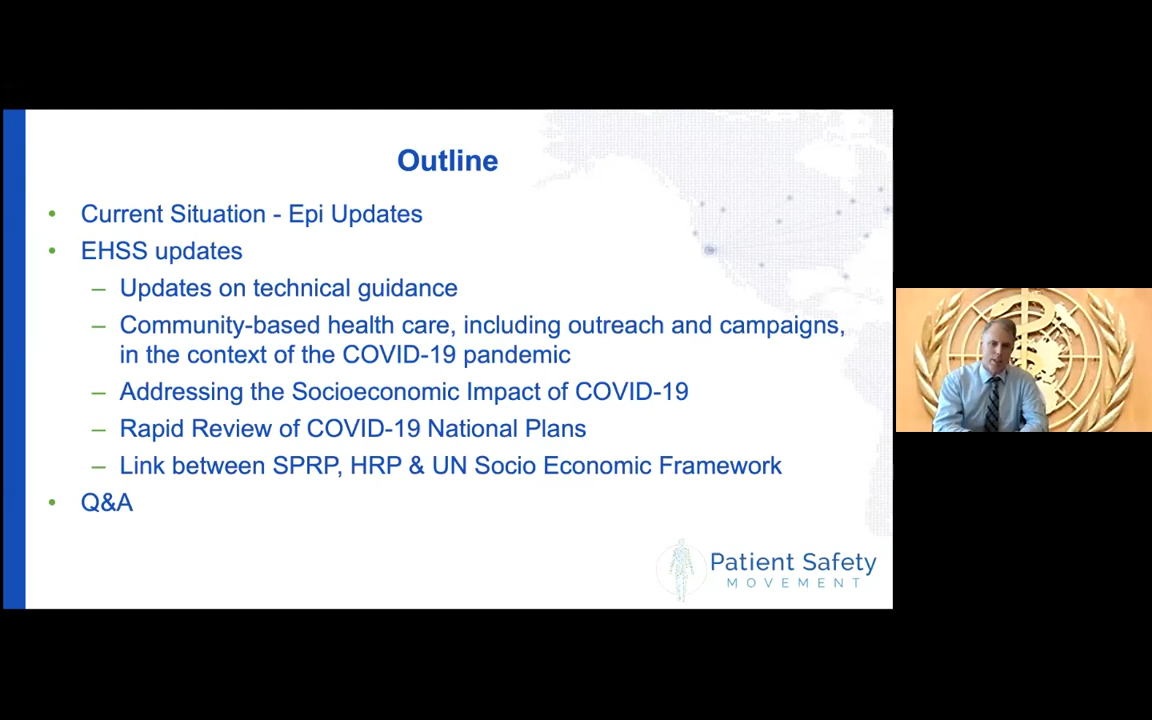 Outline
• Current Situation - Epi Updates
• EHSS updates
– Updates on technical guidance
– Community-based health care, including outreach and campaigns,
in the context of the COVID-19 pandemic
– Addressing the Socioeconomic Impact of COVID-19
– Rapid Review of COVID-19 National Plans
– Link between SPRP, HRP & UN Socio Economic Framework
• Q&A
Patient Safety
MOVEMENT